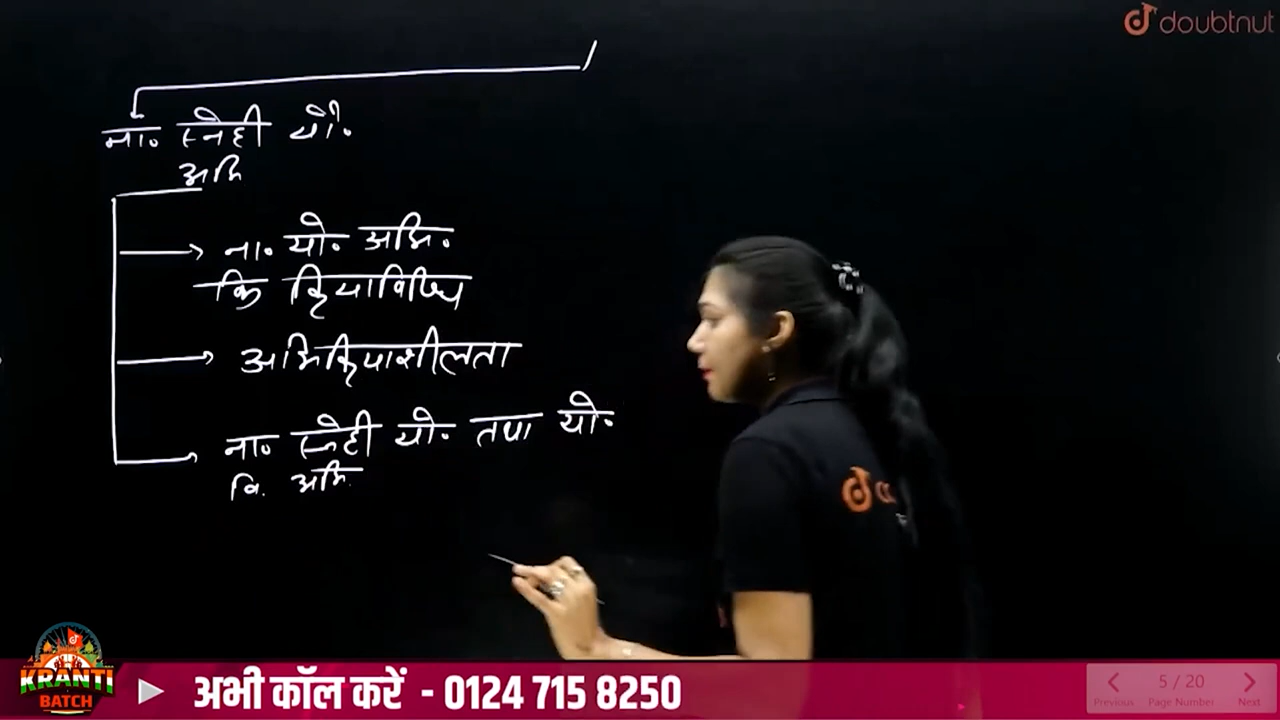 doubtnut
ना. स्नेही यौ.
अभि
ना. यो. अभि.
कि क्रियाविधि
अभिक्रियाशीलता
ना. स्नेही यो. तथा यो.
वि. अभि.
KRANTI
BATCH
अभी कॉल करें - 0124 715 8250
5 / 20
Previous Page Number Next